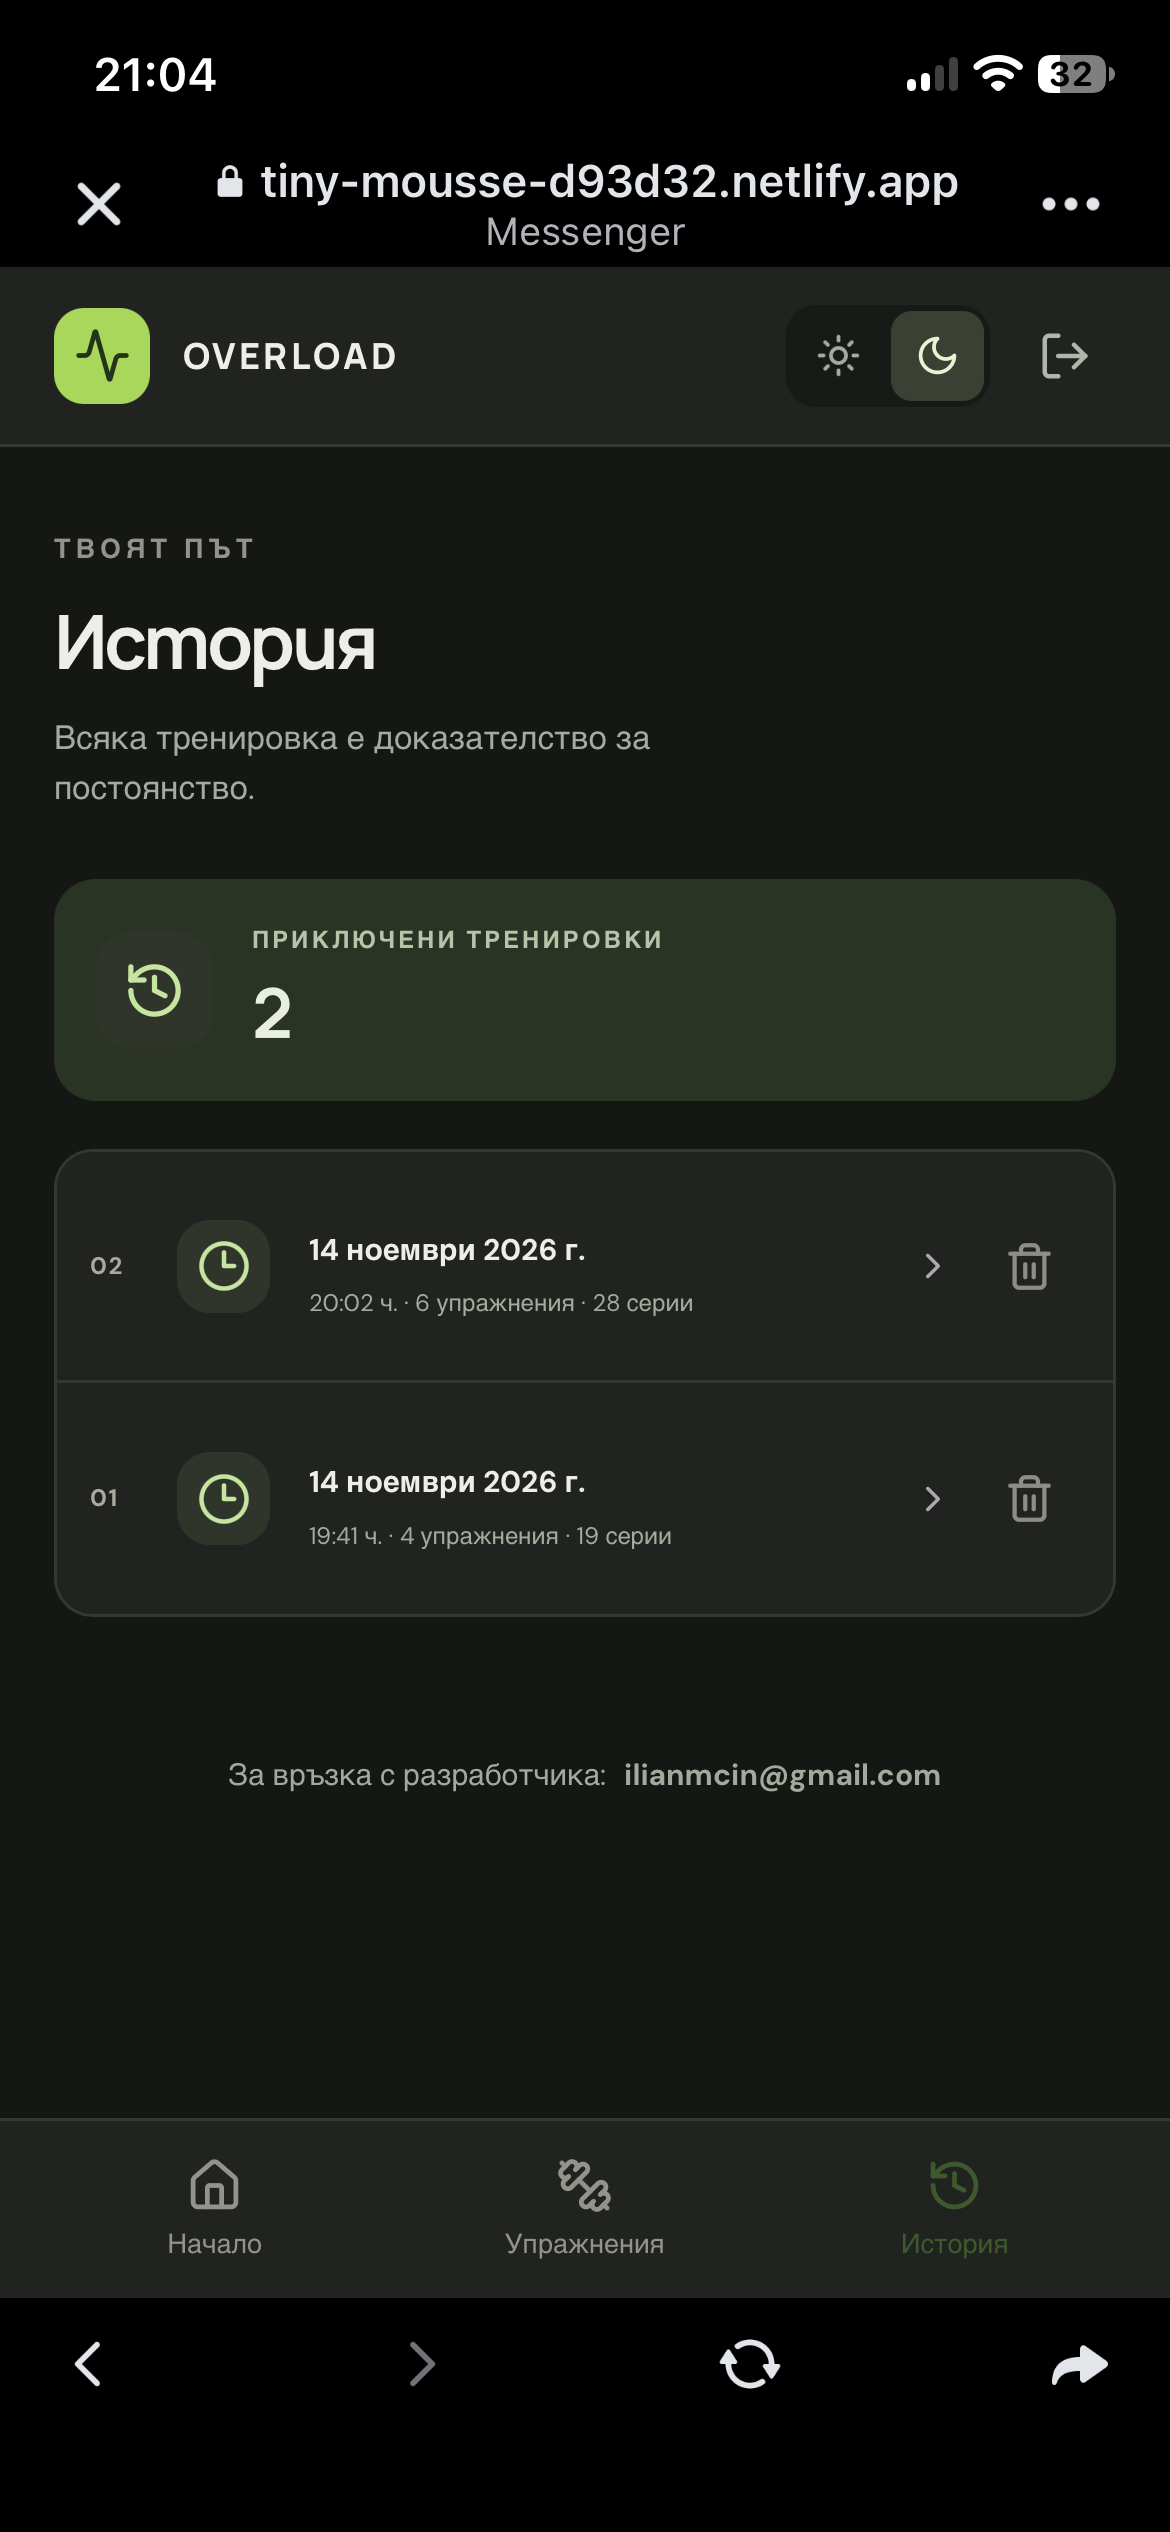 21:04
32
tiny-mousse-d93d32.netlify.app
Messenger
OVERLOAD
ТВОЯТ ПЪТ
История
Всяка тренировка е доказателство за
постоянство.
ПРИКЛЮЧЕНИ ТРЕНИРОВКИ
2
02
14 ноември 2026 г.
20:02 ч. · 6 упражнения · 28 серии
01
14 ноември 2026 г.
19:41 ч. · 4 упражнения · 19 серии
За връзка с разработчика: ilianmcin@gmail.com
Начало
Упражнения
История